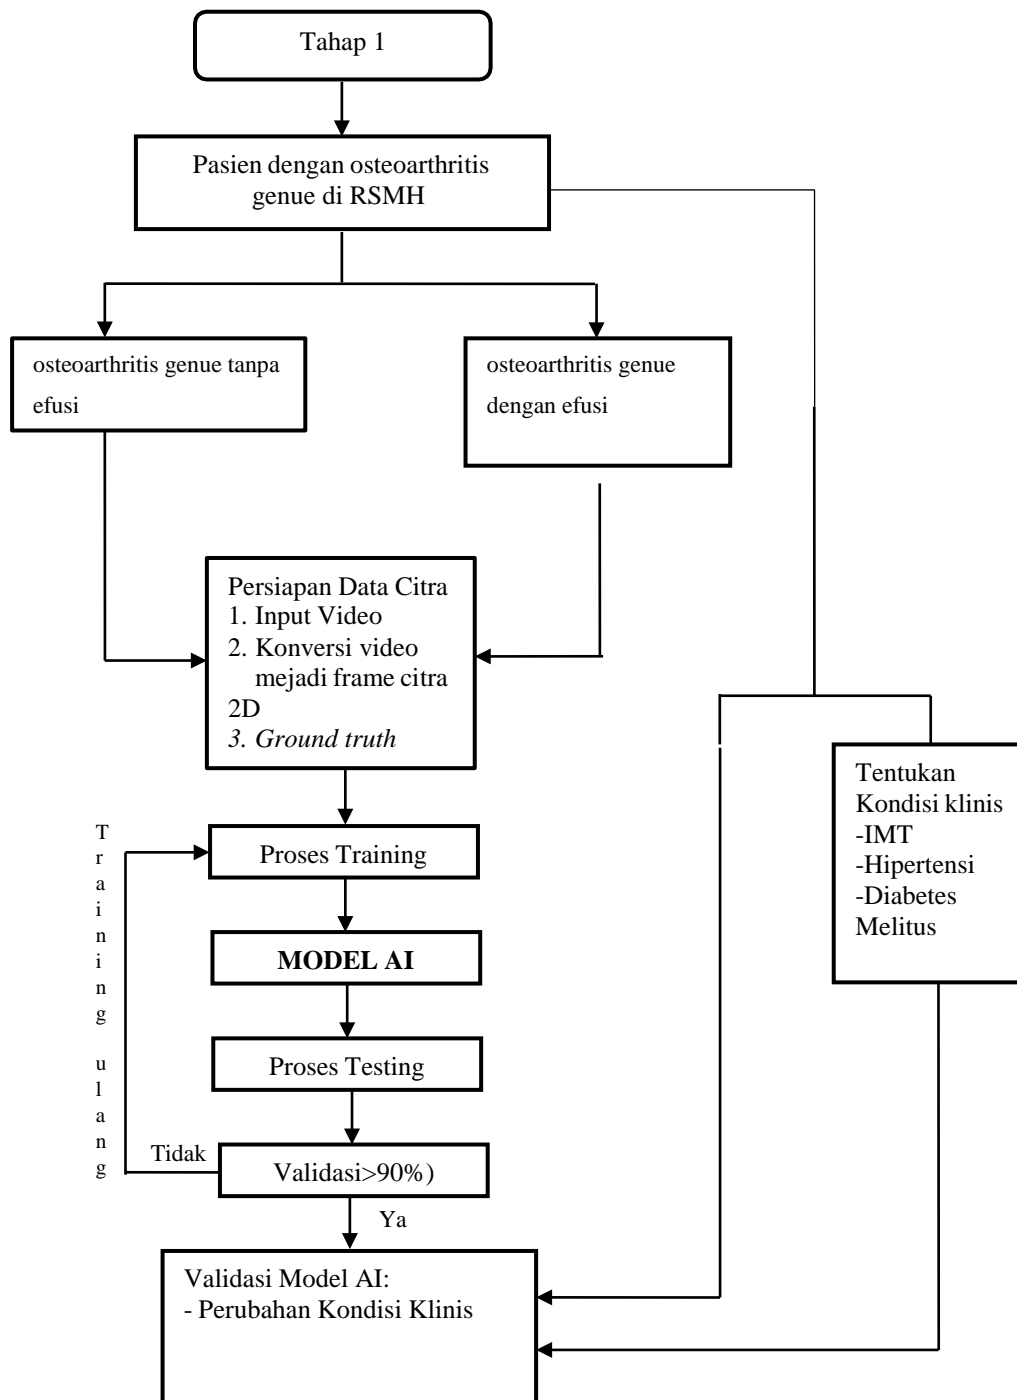 Tahap 1
Pasien dengan osteoarthritis
genue di RSMH
osteoarthritis genue tanpa
efusi
osteoarthritis genue
dengan efusi
Persiapan Data Citra
1. Input Video
2. Konversi video
mejadi frame citra
2D
3. Ground truth
Tentukan
Kondisi klinis
-IMT
-Hipertensi
-Diabetes
Melitus
Training ulang
Proses Training
MODEL AI
Proses Testing
Tidak
Validasi>90%)
Ya
Validasi Model AI:
- Perubahan Kondisi Klinis